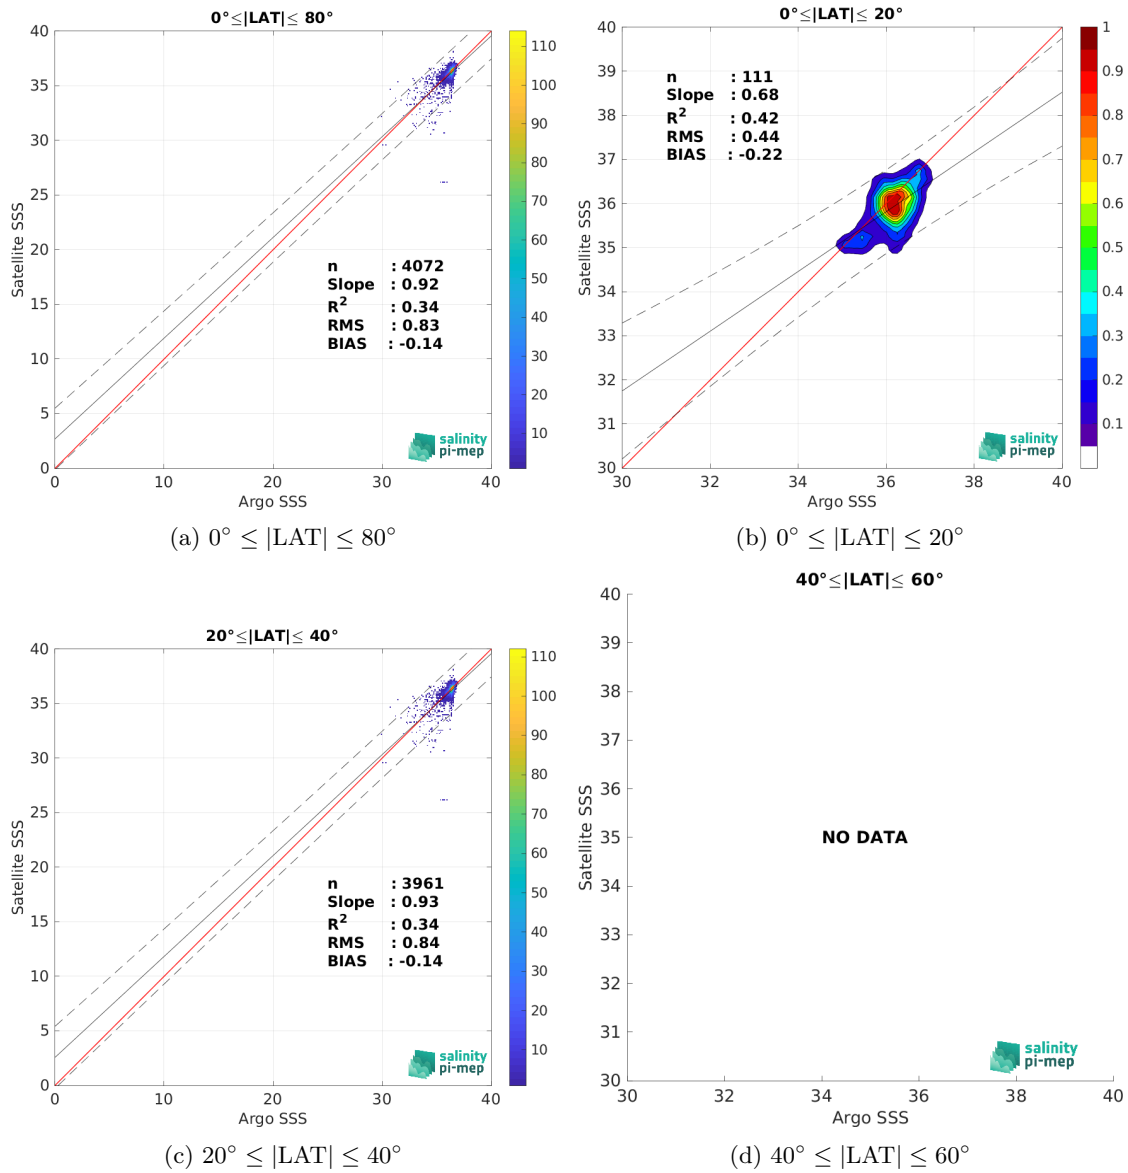 0°≤|LAT|≤ 80°
40
35
30
25
20
15
10
5
0
0
10
20
30
40
Satellite SSS
Argo SSS
n : 4072
Slope : 0.92
R² : 0.34
RMS : 0.83
BIAS : -0.14
110
100
90
80
70
60
50
40
30
20
10
salinity
pi-mep
(a) 0° ≤ |LAT| ≤ 80°
0°≤|LAT|≤ 20°
40
39
38
37
36
35
34
33
32
31
30
30
32
34
36
38
40
Satellite SSS
Argo SSS
n : 111
Slope : 0.68
R² : 0.42
RMS : 0.44
BIAS : -0.22
1
0.9
0.8
0.7
0.6
0.5
0.4
0.3
0.2
0.1
salinity
pi-mep
(b) 0° ≤ |LAT| ≤ 20°
20°≤|LAT|≤ 40°
40
35
30
25
20
15
10
5
0
0
10
20
30
40
Satellite SSS
Argo SSS
n : 3961
Slope : 0.93
R² : 0.34
RMS : 0.84
BIAS : -0.14
110
100
90
80
70
60
50
40
30
20
10
salinity
pi-mep
(c) 20° ≤ |LAT| ≤ 40°
40°≤|LAT|≤ 60°
40
39
38
37
36
35
34
33
32
31
30
30
32
34
36
38
40
Satellite SSS
Argo SSS
NO DATA
salinity
pi-mep
(d) 40° ≤ |LAT| ≤ 60°